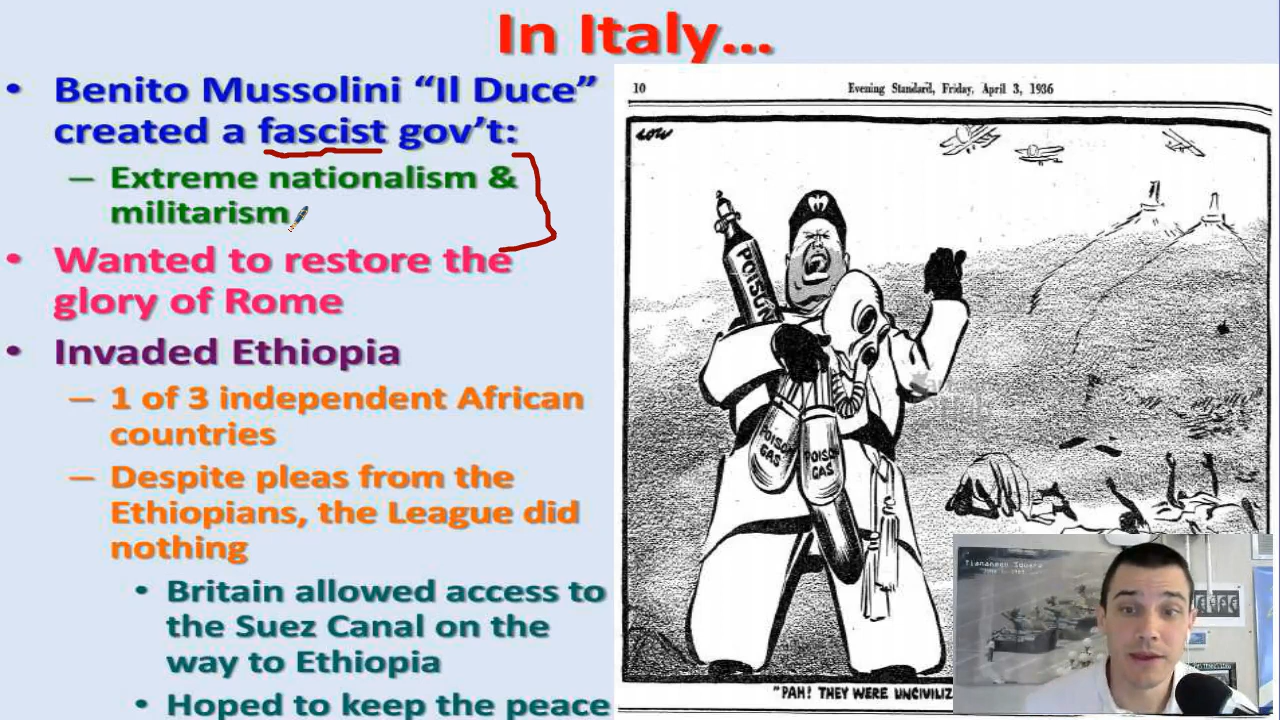 In Italy...
• Benito Mussolini “Il Duce”
created a fascist gov’t:
– Extreme nationalism &
militarism
• Wanted to restore the
glory of Rome
• Invaded Ethiopia
– 1 of 3 independent African
countries
– Despite pleas from the
Ethiopians, the League did
nothing
• Britain allowed access to
the Suez Canal on the
way to Ethiopia
• Hoped to keep the peace
10 Evening Standard, Friday, April 3, 1936
LOW
POISON
POISON
GAS
POISON
GAS
"PAH! THEY WERE UNCIVILIZ
Tiananmen Square